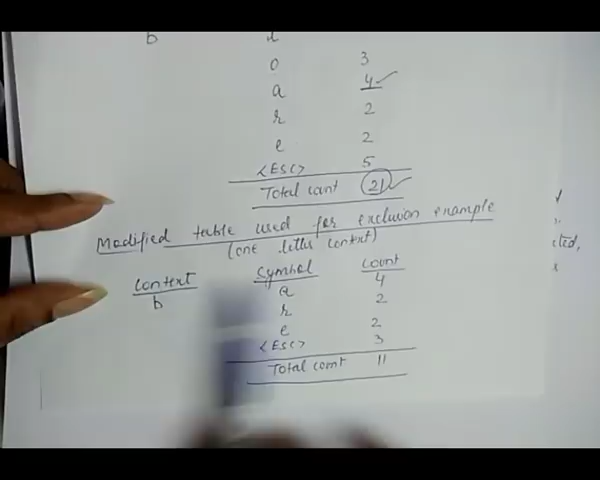 b
o 3
a 4
r 2
e 2
<ESC> 5
Total count 21
Modified table used for exclusion example
(one letter context)
Context Symbol Count
b a 4
r 2
e 2
<ESC> 3
Total count 11